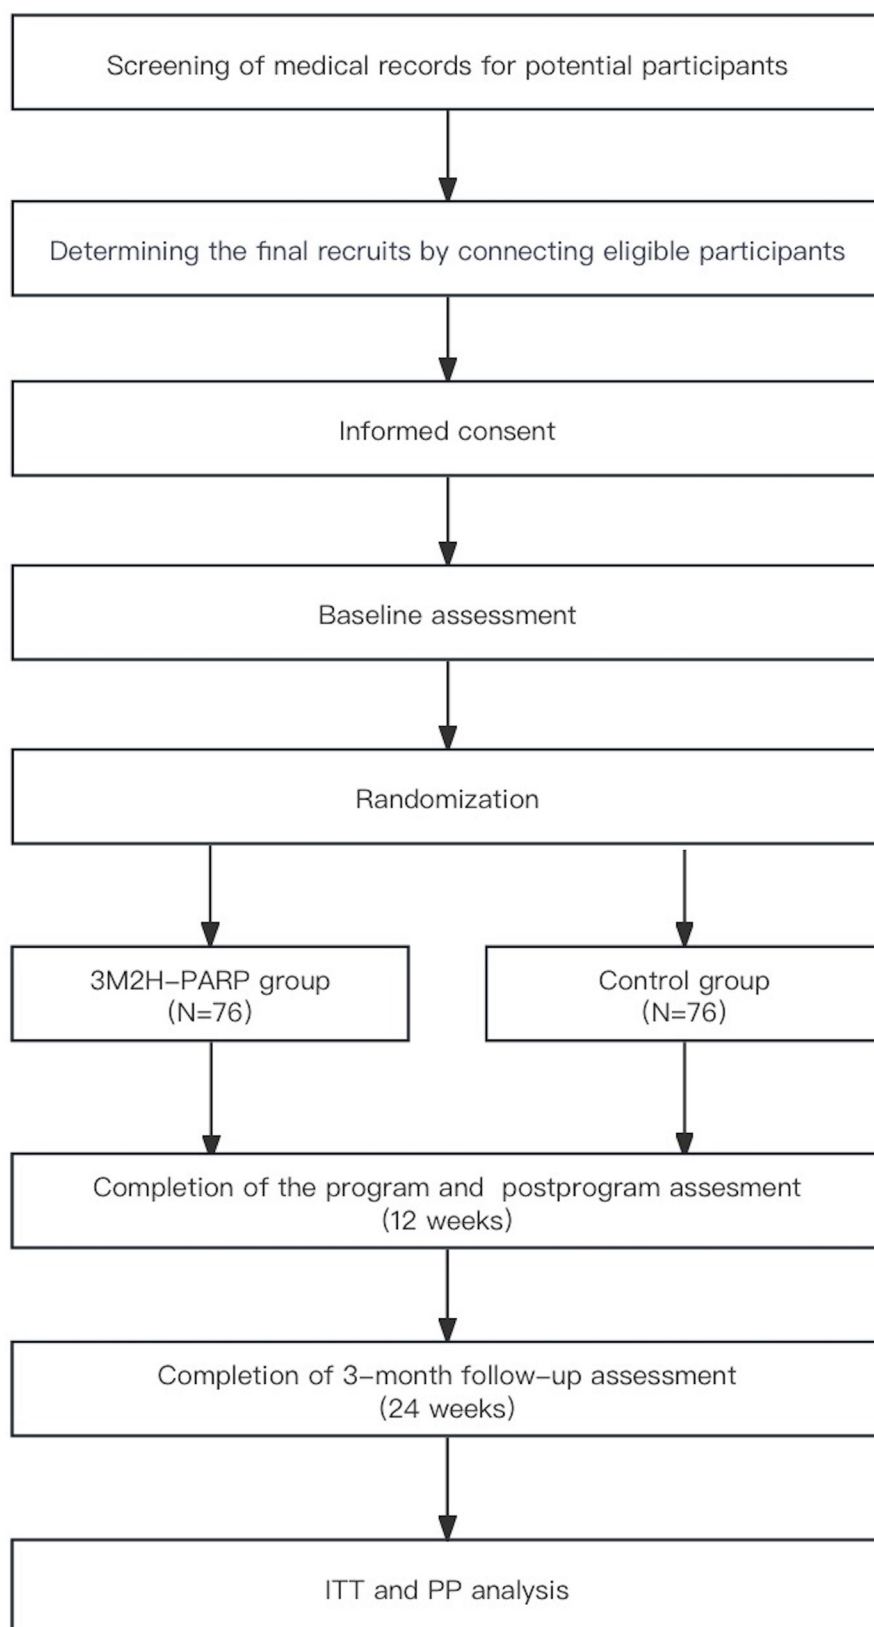 Screening of medical records for potential participants
Determining the final recruits by connecting eligible participants
Informed consent
Baseline assessment
Randomization
3M2H-PARP group
(N=76)
Control group
(N=76)
Completion of the program and postprogram assesment
(12 weeks)
Completion of 3-month follow-up assessment
(24 weeks)
ITT and PP analysis